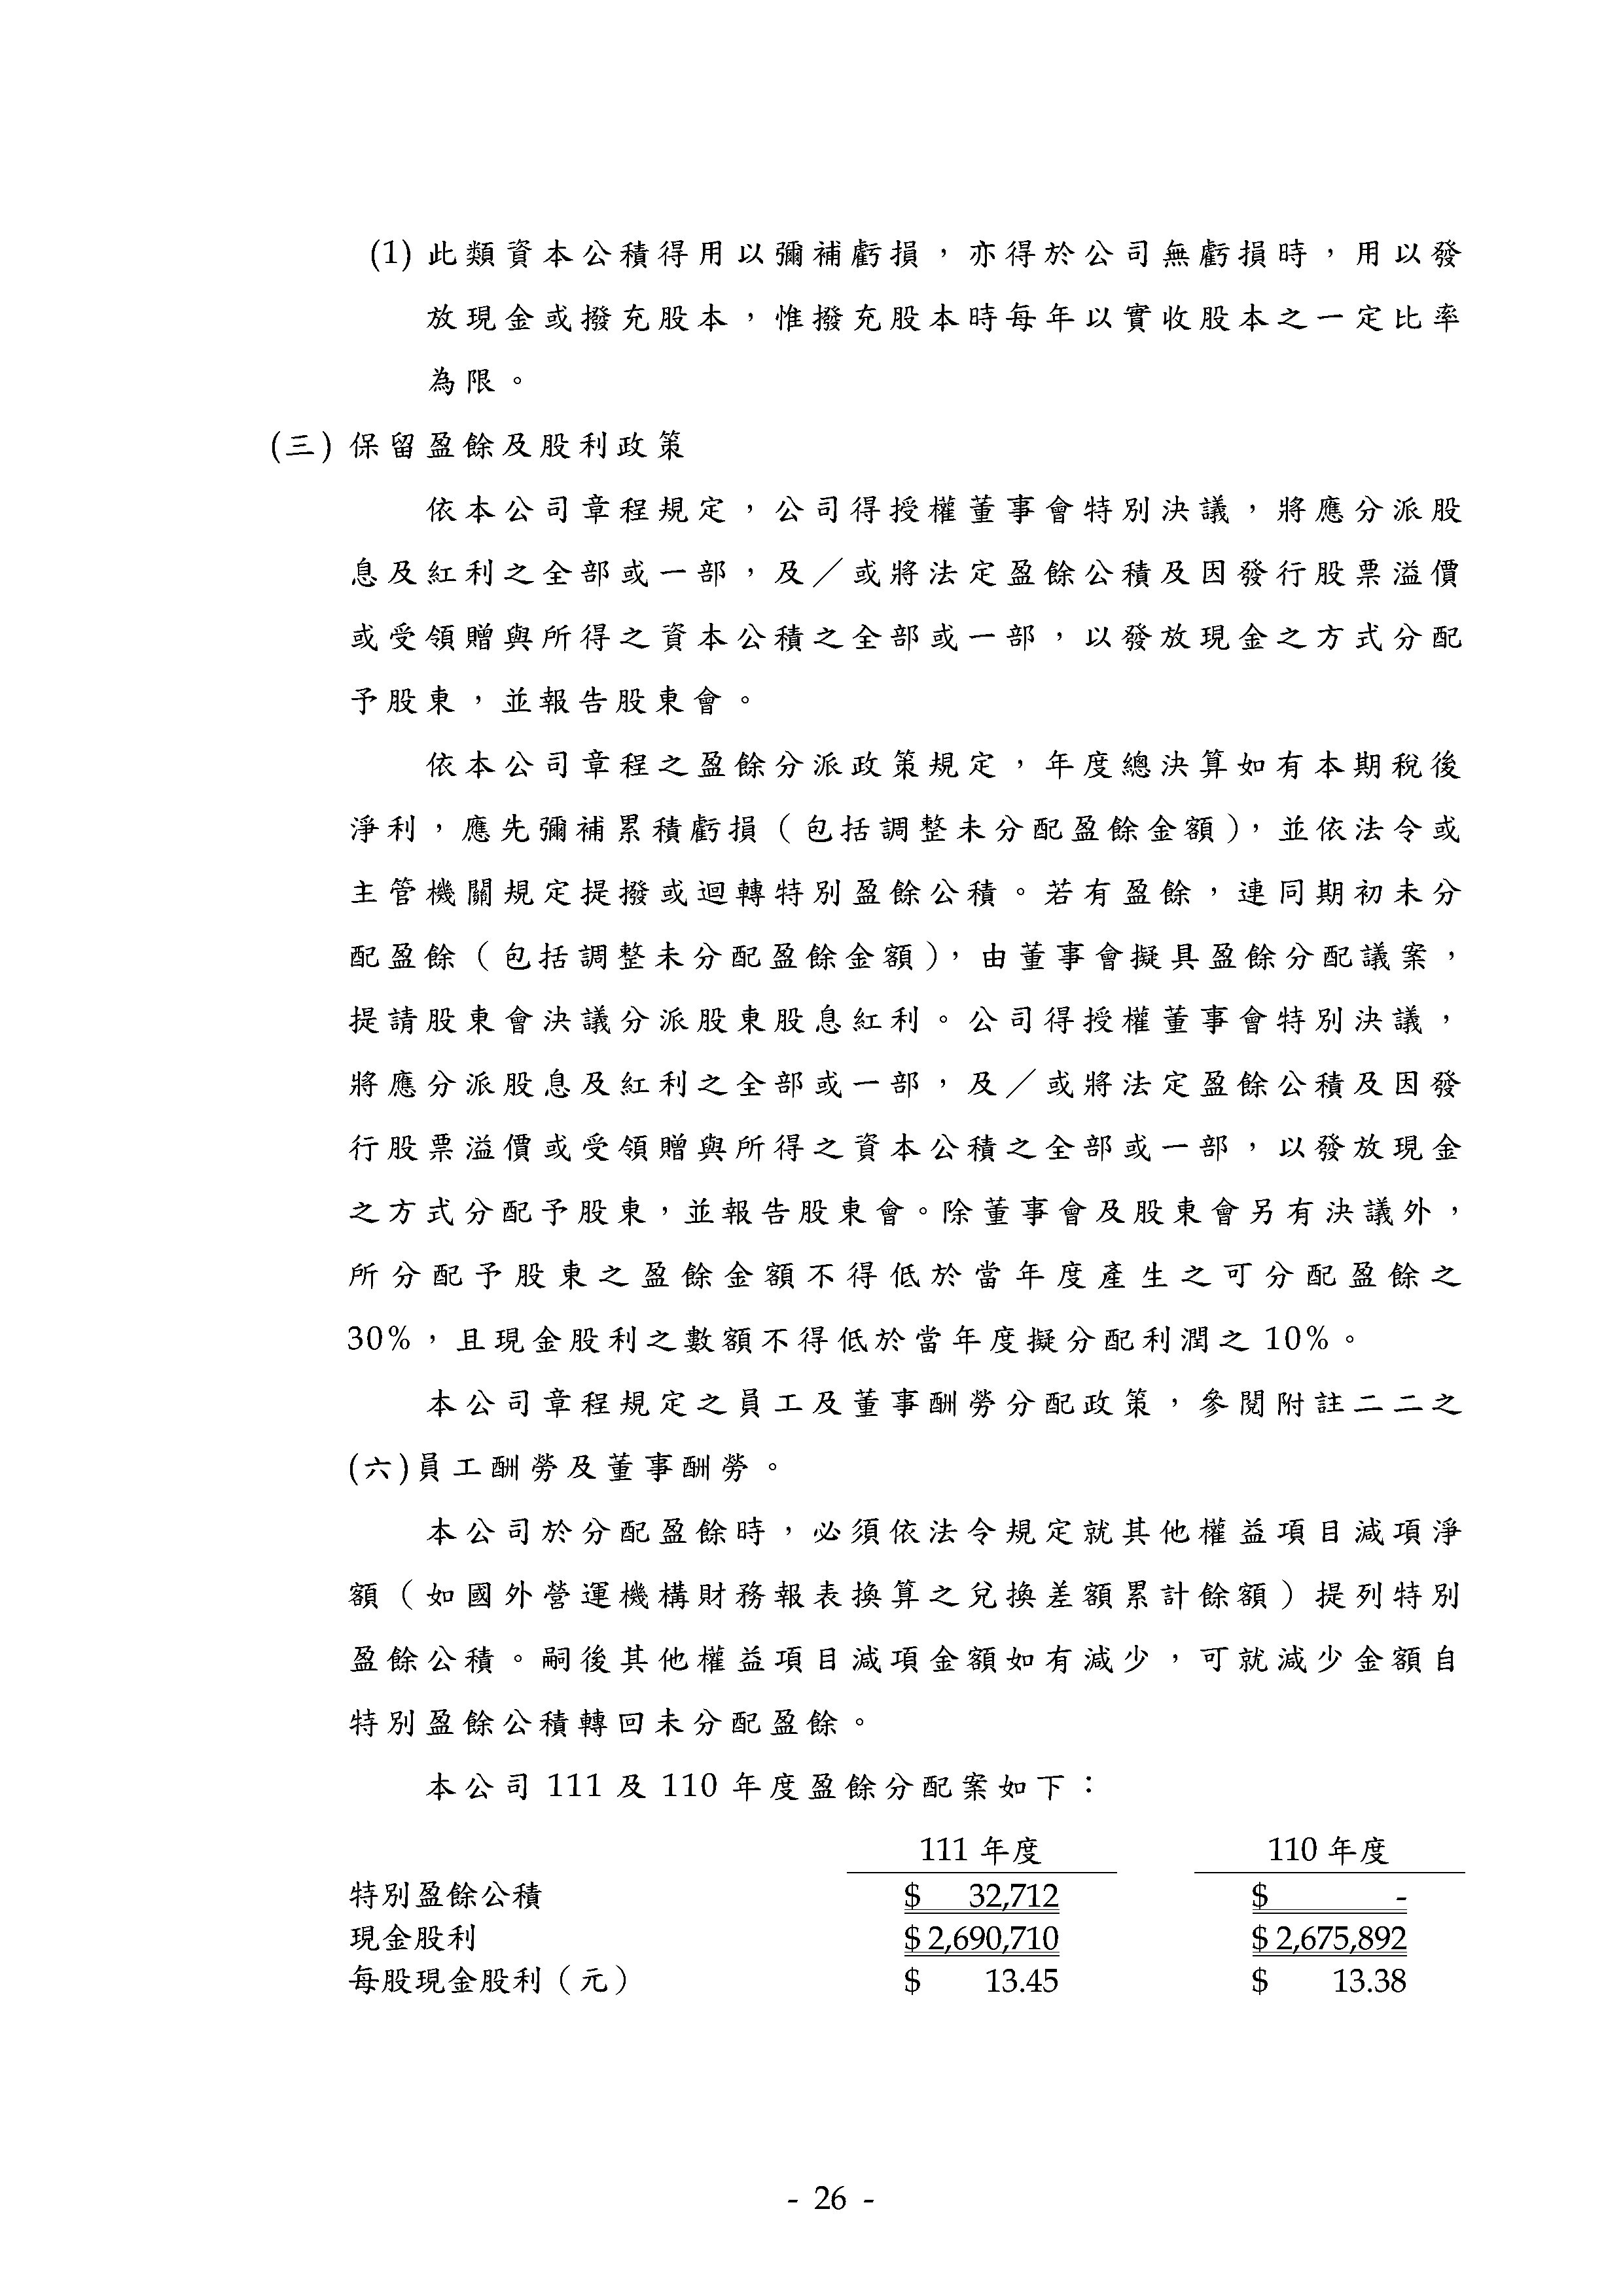 (1) 此類資本公積得用以彌補虧損，亦得於公司無虧損時，用以發
放現金或撥充股本，惟撥充股本時每年以實收股本之一定比率
為限。
(三) 保留盈餘及股利政策
依本公司章程規定，公司得授權董事會特別決議，將應分派股
息及紅利之全部或一部，及／或將法定盈餘公積及因發行股票溢價
或受領贈與所得之資本公積之全部或一部，以發放現金之方式分配
予股東，並報告股東會。
依本公司章程之盈餘分派政策規定，年度總決算如有本期稅後
淨利，應先彌補累積虧損（包括調整未分配盈餘金額），並依法令或
主管機關規定提撥或迴轉特別盈餘公積。若有盈餘，連同期初未分
配盈餘（包括調整未分配盈餘金額），由董事會擬具盈餘分配議案，
提請股東會決議分派股東股息紅利。公司得授權董事會特別決議，
將應分派股息及紅利之全部或一部，及／或將法定盈餘公積及因發
行股票溢價或受領贈與所得之資本公積之全部或一部，以發放現金
之方式分配予股東，並報告股東會。除董事會及股東會另有決議外，
所分配予股東之盈餘金額不得低於當年度產生之可分配盈餘之
30%，且現金股利之數額不得低於當年度擬分配利潤之 10%。
本公司章程規定之員工及董事酬勞分配政策，參閱附註二二之
(六)員工酬勞及董事酬勞。
本公司於分配盈餘時，必須依法令規定就其他權益項目減項淨
額（如國外營運機構財務報表換算之兌換差額累計餘額）提列特別
盈餘公積。嗣後其他權益項目減項金額如有減少，可就減少金額自
特別盈餘公積轉回未分配盈餘。
本公司 111 及 110 年度盈餘分配案如下：
111 年度 110 年度
特別盈餘公積 $ 32,712 $ -
現金股利 $ 2,690,710 $ 2,675,892
每股現金股利（元） $ 13.45 $ 13.38
- 26 -